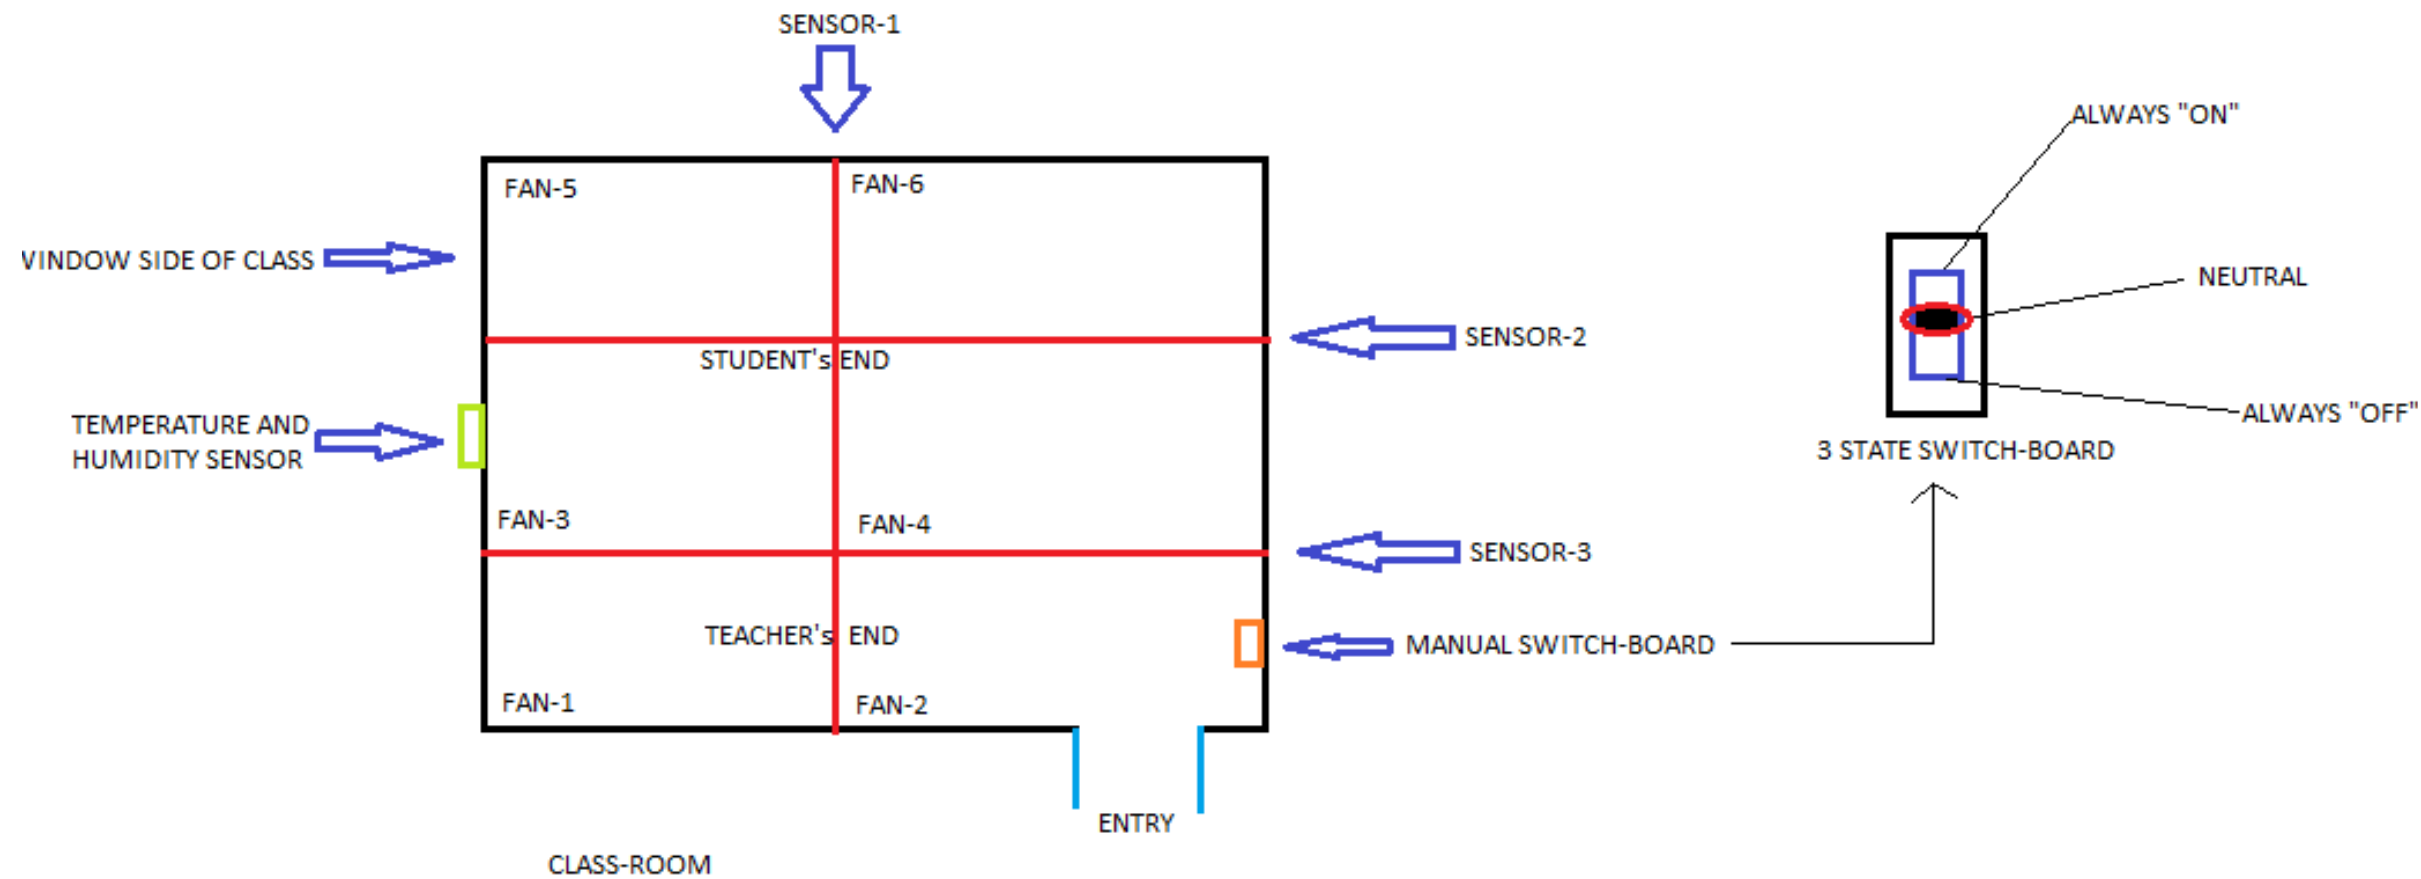 SENSOR-1
ALWAYS "ON"
FAN-5
FAN-6
VINDOW SIDE OF CLASS
NEUTRAL
SENSOR-2
STUDENT's END
ALWAYS "OFF"
TEMPERATURE AND
HUMIDITY SENSOR
3 STATE SWITCH-BOARD
FAN-3
FAN-4
SENSOR-3
TEACHER's END
MANUAL SWITCH-BOARD
FAN-1
FAN-2
ENTRY
CLASS-ROOM